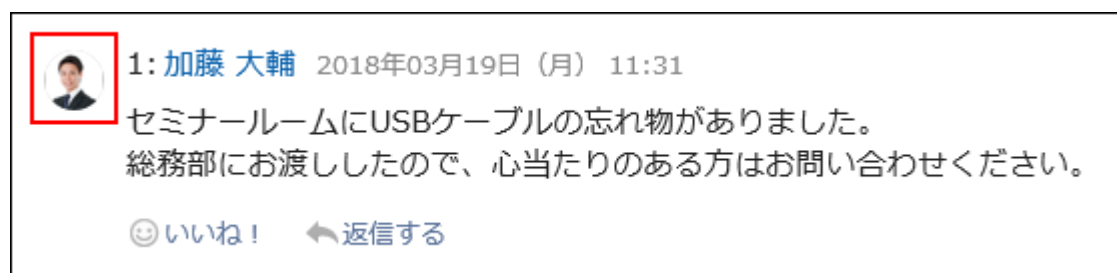 1: 加藤 大輔 2018年03月19日（月） 11:31
セミナールームにUSBケーブルの忘れ物がありました。
総務部にお渡ししたので、心当たりのある方はお問い合わせください。
いいね！ 返信する